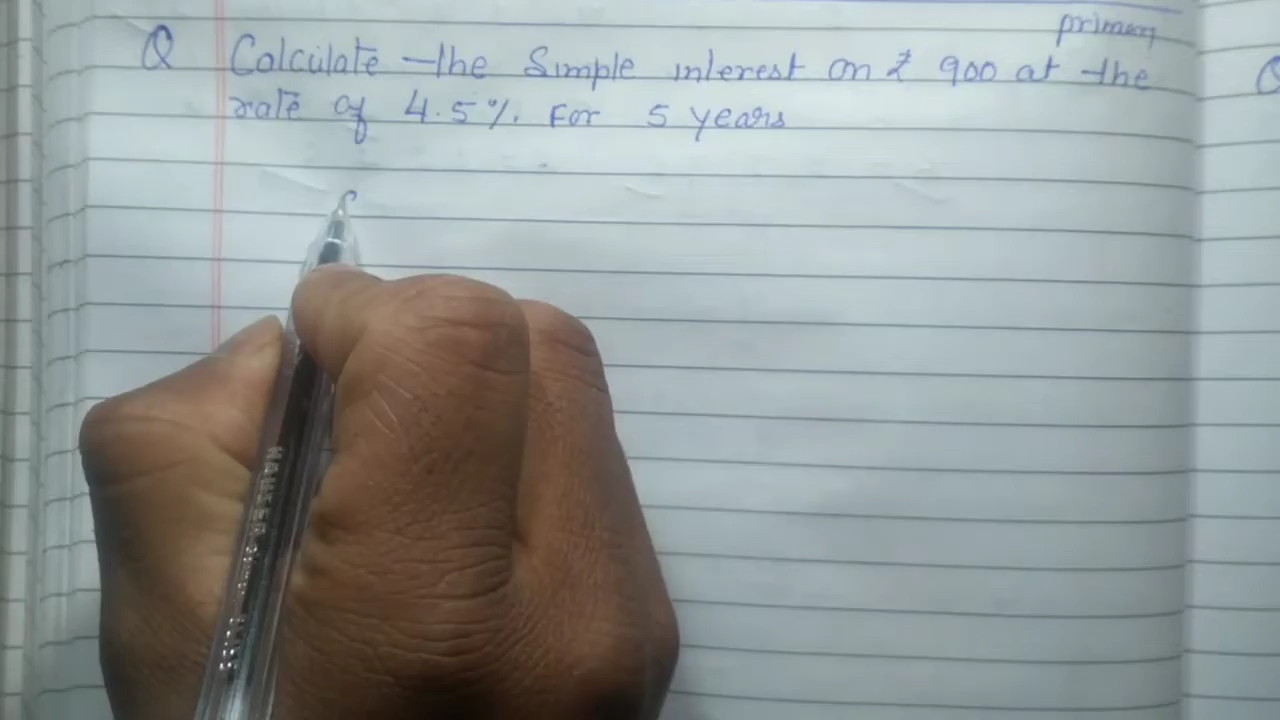 primary
Q Calculate the Simple interest on ₹ 900 at the
rate of 4.5%. For 5 years